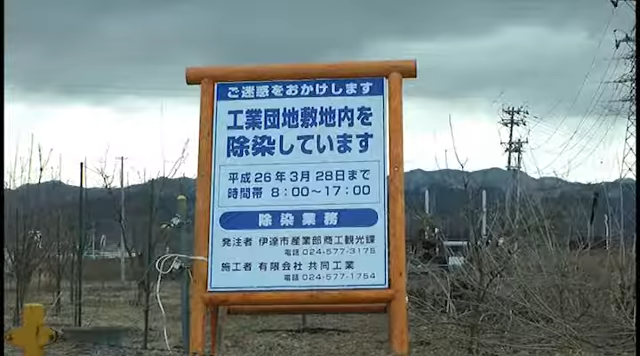 ご迷惑をおかけします
工業団地敷地内を
除染しています
平成26年3月28日まで
時間帯 8:00〜17:00
除染業務
発注者 伊達市産業部商工観光課
電話 024-577-3175
施工者 有限会社 共同工業
電話 024-577-1754